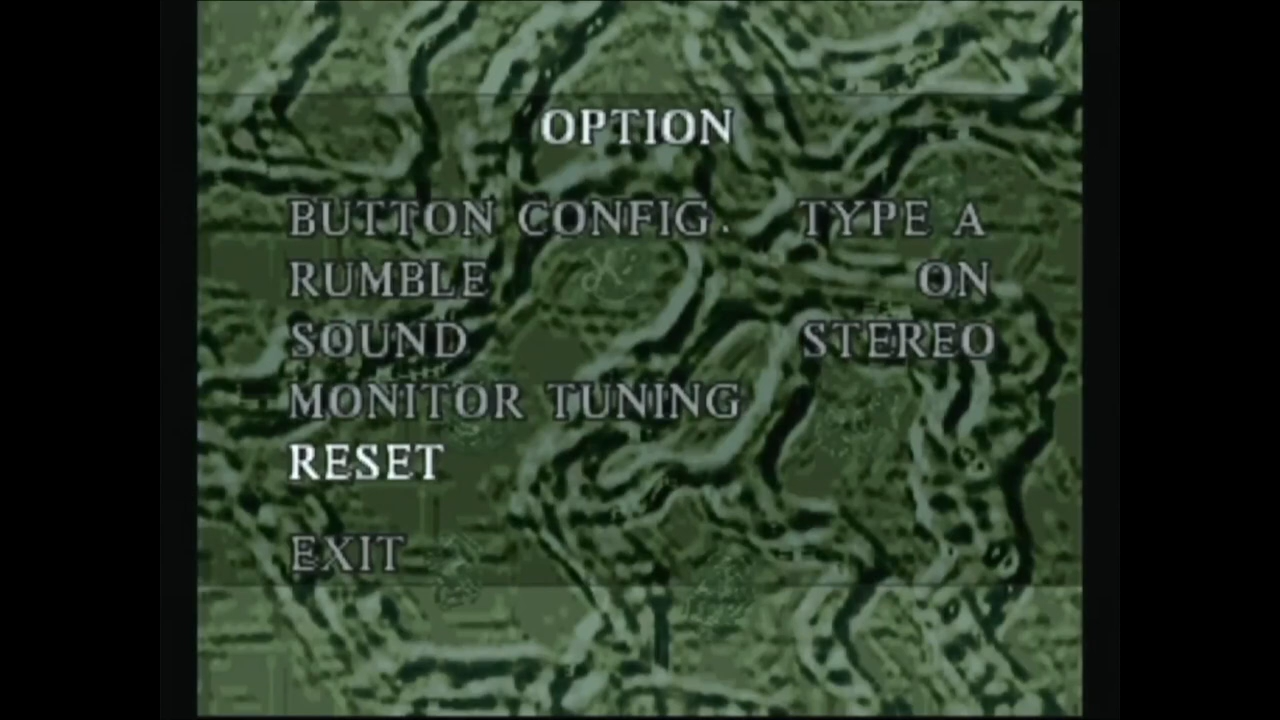 OPTION
BUTTON CONFIG. TYPE A
RUMBLE ON
SOUND STEREO
MONITOR TUNING
RESET
EXIT